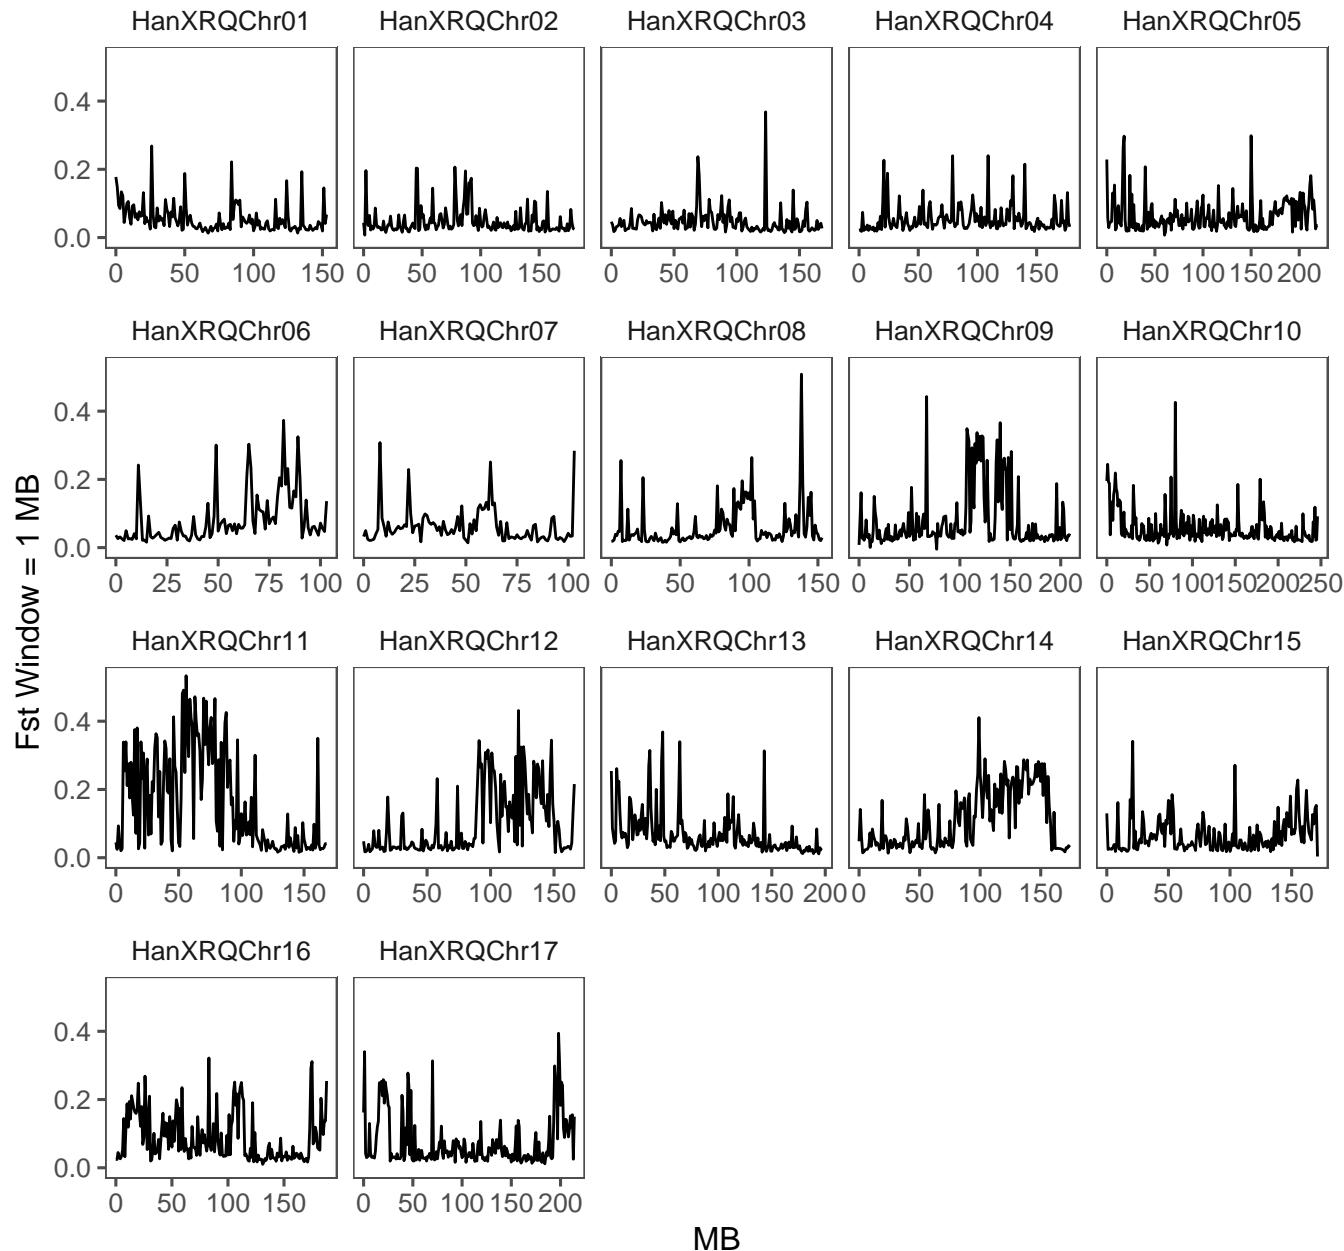 HanXRQChr01 HanXRQChr02 HanXRQChr03 HanXRQChr04 HanXRQChr05
0.4
0.2
0.0
0 50 100 150 0 50 100 150 0 50 100 150 0 50 100 150 0 50 100 150 200
HanXRQChr06 HanXRQChr07 HanXRQChr08 HanXRQChr09 HanXRQChr10
0.4
0.2
0.0
0 25 50 75 100 0 25 50 75 100 0 50 100 150 0 50 100 150 200 0 50 100 150 200 250
Fst Window = 1 MB
HanXRQChr11 HanXRQChr12 HanXRQChr13 HanXRQChr14 HanXRQChr15
0.4
0.2
0.0
0 50 100 150 0 50 100 150 0 50 100 150 200 0 50 100 150 0 50 100 150
HanXRQChr16 HanXRQChr17
0.4
0.2
0.0
0 50 100 150 0 50 100 150 200
MB